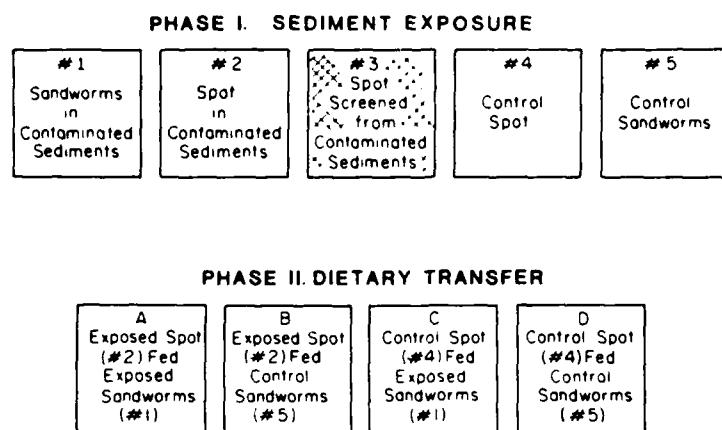 PHASE I. SEDIMENT EXPOSURE
#1
Sandworms
in
Contaminated
Sediments
#2
Spot
in
Contaminated
Sediments
#3
Spot
Screened
from
Contaminated
Sediments
#4
Control
Spot
#5
Control
Sandworms
PHASE II. DIETARY TRANSFER
A
Exposed Spot
(#2) Fed
Exposed
Sandworms
(#1)
B
Exposed Spot
(#2) Fed
Control
Sandworms
(#5)
C
Control Spot
(#4) Fed
Exposed
Sandworms
(#1)
D
Control Spot
(#4) Fed
Control
Sandworms
(#5)